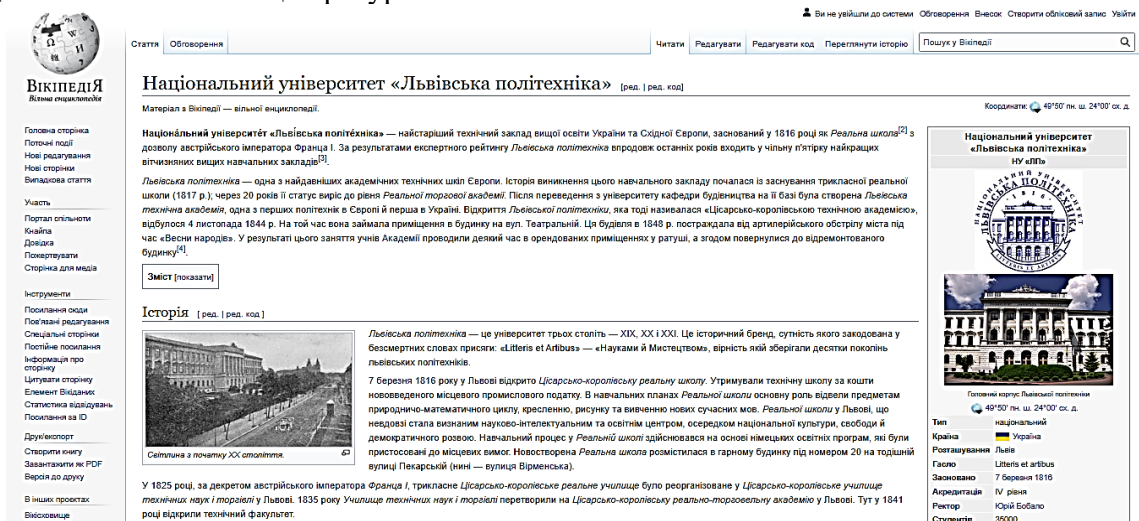 Ви не увійшли до системи Обговорення Внесок Створити обліковий запис Увійти
Стаття Обговорення
Читати Редагувати Редагувати код Переглянути історію Пошук у Вікіпедії
ВІКІПЕДІЯ
Вільна енциклопедія
Головна сторінка
Поточні події
Нові редагування
Нові сторінки
Випадкова стаття
Участь
Портал спільноти
Кнайпа
Довідка
Пожертвувати
Сторінка для медіа
Інструменти
Посилання сюди
Пов'язані редагування
Спеціальні сторінки
Постійне посилання
Інформація про
сторінку
Цитувати сторінку
Елемент Вікіданих
Статистика відвідувань
Посилання за ID
Друк/експорт
Створити книгу
Завантажити як PDF
Версія до друку
В інших проектах
Вікісховище
Національний університет «Львівська політехніка» [ред. | ред. код]
Матеріал з Вікіпедії — вільної енциклопедії.
Координати: 49°50' пн. ш. 24°00' сх. д.
Націона́льний університе́т «Льві́вська політе́хніка» — найстаріший технічний заклад вищої освіти України та Східної Європи, заснований у 1816 році як Реальна школа[2] з
дозволу австрійського імператора Франца I. За результатами експертного рейтингу Львівська політехніка впродовж останніх років входить у чільну п'ятірку найкращих
вітчизняних вищих навчальних закладів[3].
Львівська політехніка — одна з найдавніших академічних технічних шкіл Європи. Історія виникнення цього навчального закладу почалася із заснування трикласної реальної
школи (1817 р.); через 20 років її статус виріс до рівня Реальної торгової академії. Після переведення з університету кафедри будівництва на її базі була створена Львівська
технічна академія, одна з перших політехнік в Європі й перша в Україні. Відкриття Львівської політехніки, яка тоді називалася «Цісарсько-королівською технічною академією»,
відбулося 4 листопада 1844 р. На той час вона займала приміщення в будинку на вул. Театральній. Ця будівля в 1848 р. постраждала від артилерійського обстрілу міста під
час «Весни народів». У результаті цього заняття учнів Академії проводили деякий час в орендованих приміщеннях у ратуші, а згодом повернулися до відремонтованого
будинку[4].
Зміст [показати]
Історія [ред. | ред. код]
Світлина з початку XX століття.
Львівська політехніка — це університет трьох століть — XIX, XX і XXI. Це історичний бренд, сутність якого закодована у
безсмертних словах присяги: «Litteris et Artibus» — «Науками й Мистецтвом», вірність якій зберігали десятки поколінь
львівських політехніків.
7 березня 1816 року у Львові відкрито Цісарсько-королівську реальну школу. Утримували технічну школу за кошти
нововведеного місцевого промислового податку. В навчальних планах Реальної школи основну роль відвели предметам
природничо-математичного циклу, кресленню, рисунку та вивченню нових сучасних мов. Реальної школи у Львові, що
невдовзі стала визнаним науково-інтелектуальним та освітнім центром, осередком національної культури, свободи й
демократичного розвою. Навчальний процес у Реальній школі здійснювався на основі німецьких освітніх програм, які були
пристосовані до місцевих вимог. Новостворена Реальна школа розмістилася в гарному будинку під номером 20 на тодішній
вулиці Пекарській (нині — вулиця Вірменська).
У 1825 році, за декретом австрійського імператора Франца I, трикласне Цісарсько-королівське реальне училище було реорганізоване у Цісарсько-королівське училище
технічних наук і торгівлі у Львові. 1835 року Училище технічних наук і торгівлі перетворили на Цісарсько-королівську реально-торговельну академію у Львові. Тут у 1841
році відкрили технічний факультет.
Національний університет
«Львівська політехніка»
НУ «ЛП»
НАЦІОНАЛЬНИЙ УНІВЕРСИТЕТ
ЛЬВІВСЬКА ПОЛІТЕХНІКА
1816
LITTERIS ET ARTIBUS
Головний корпус Львівської політехніки
49°50' пн. ш. 24°00' сх. д.
Тип національний
Країна Україна
Розташування Львів
Гасло Litteris et artibus
Засновано 7 березня 1816
Акредитація IV рівня
Ректор Юрій Бобало
Студентів 35000